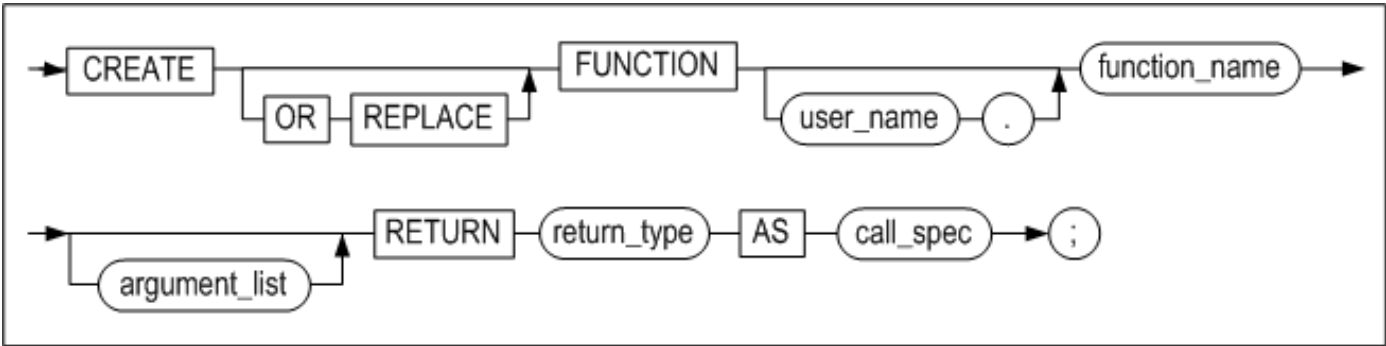 CREATE FUNCTION function_name
OR REPLACE user_name .
RETURN return_type AS call_spec ;
argument_list